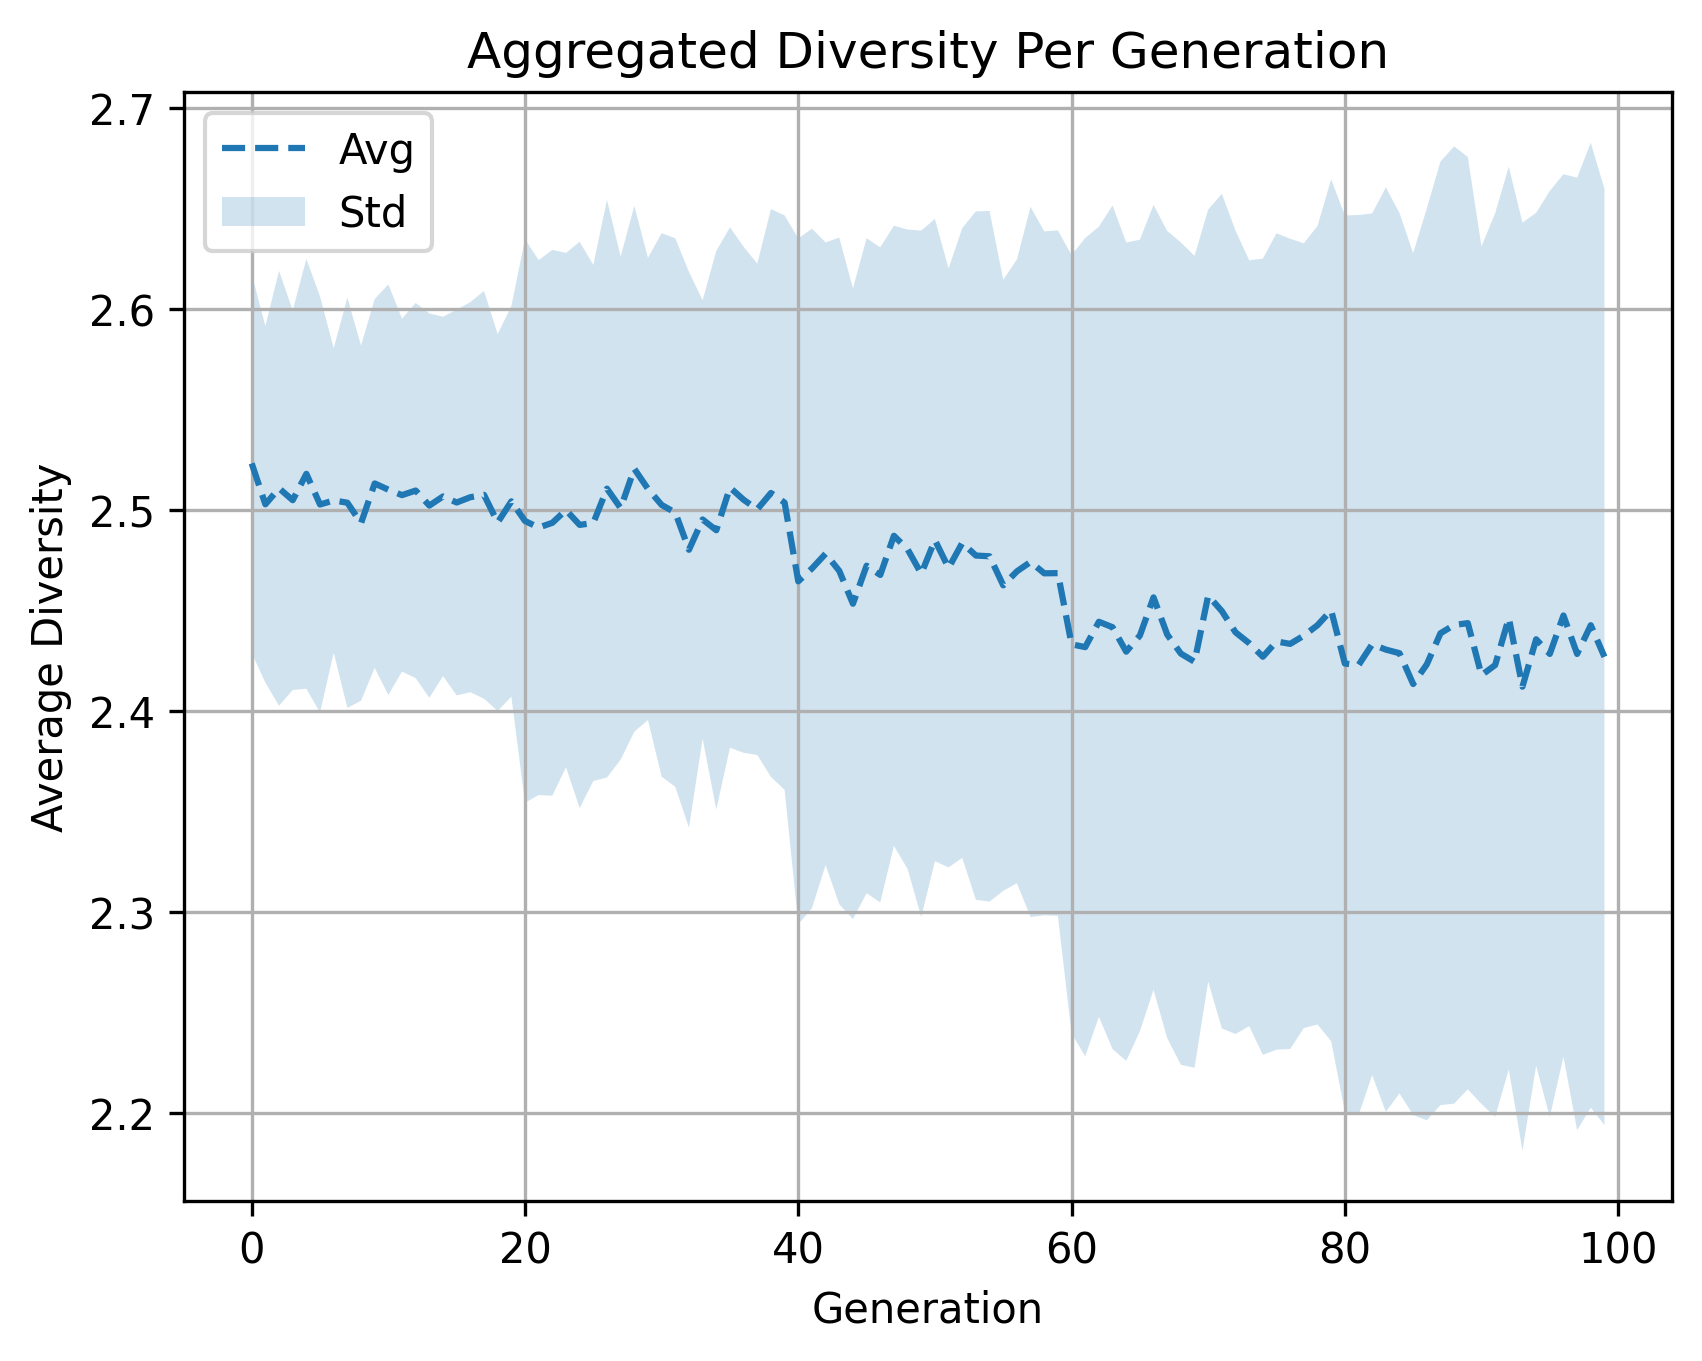 Aggregated Diversity Per Generation
Avg
Std
2.7
2.6
2.5
2.4
2.3
2.2
Average Diversity
0 20 40 60 80 100
Generation